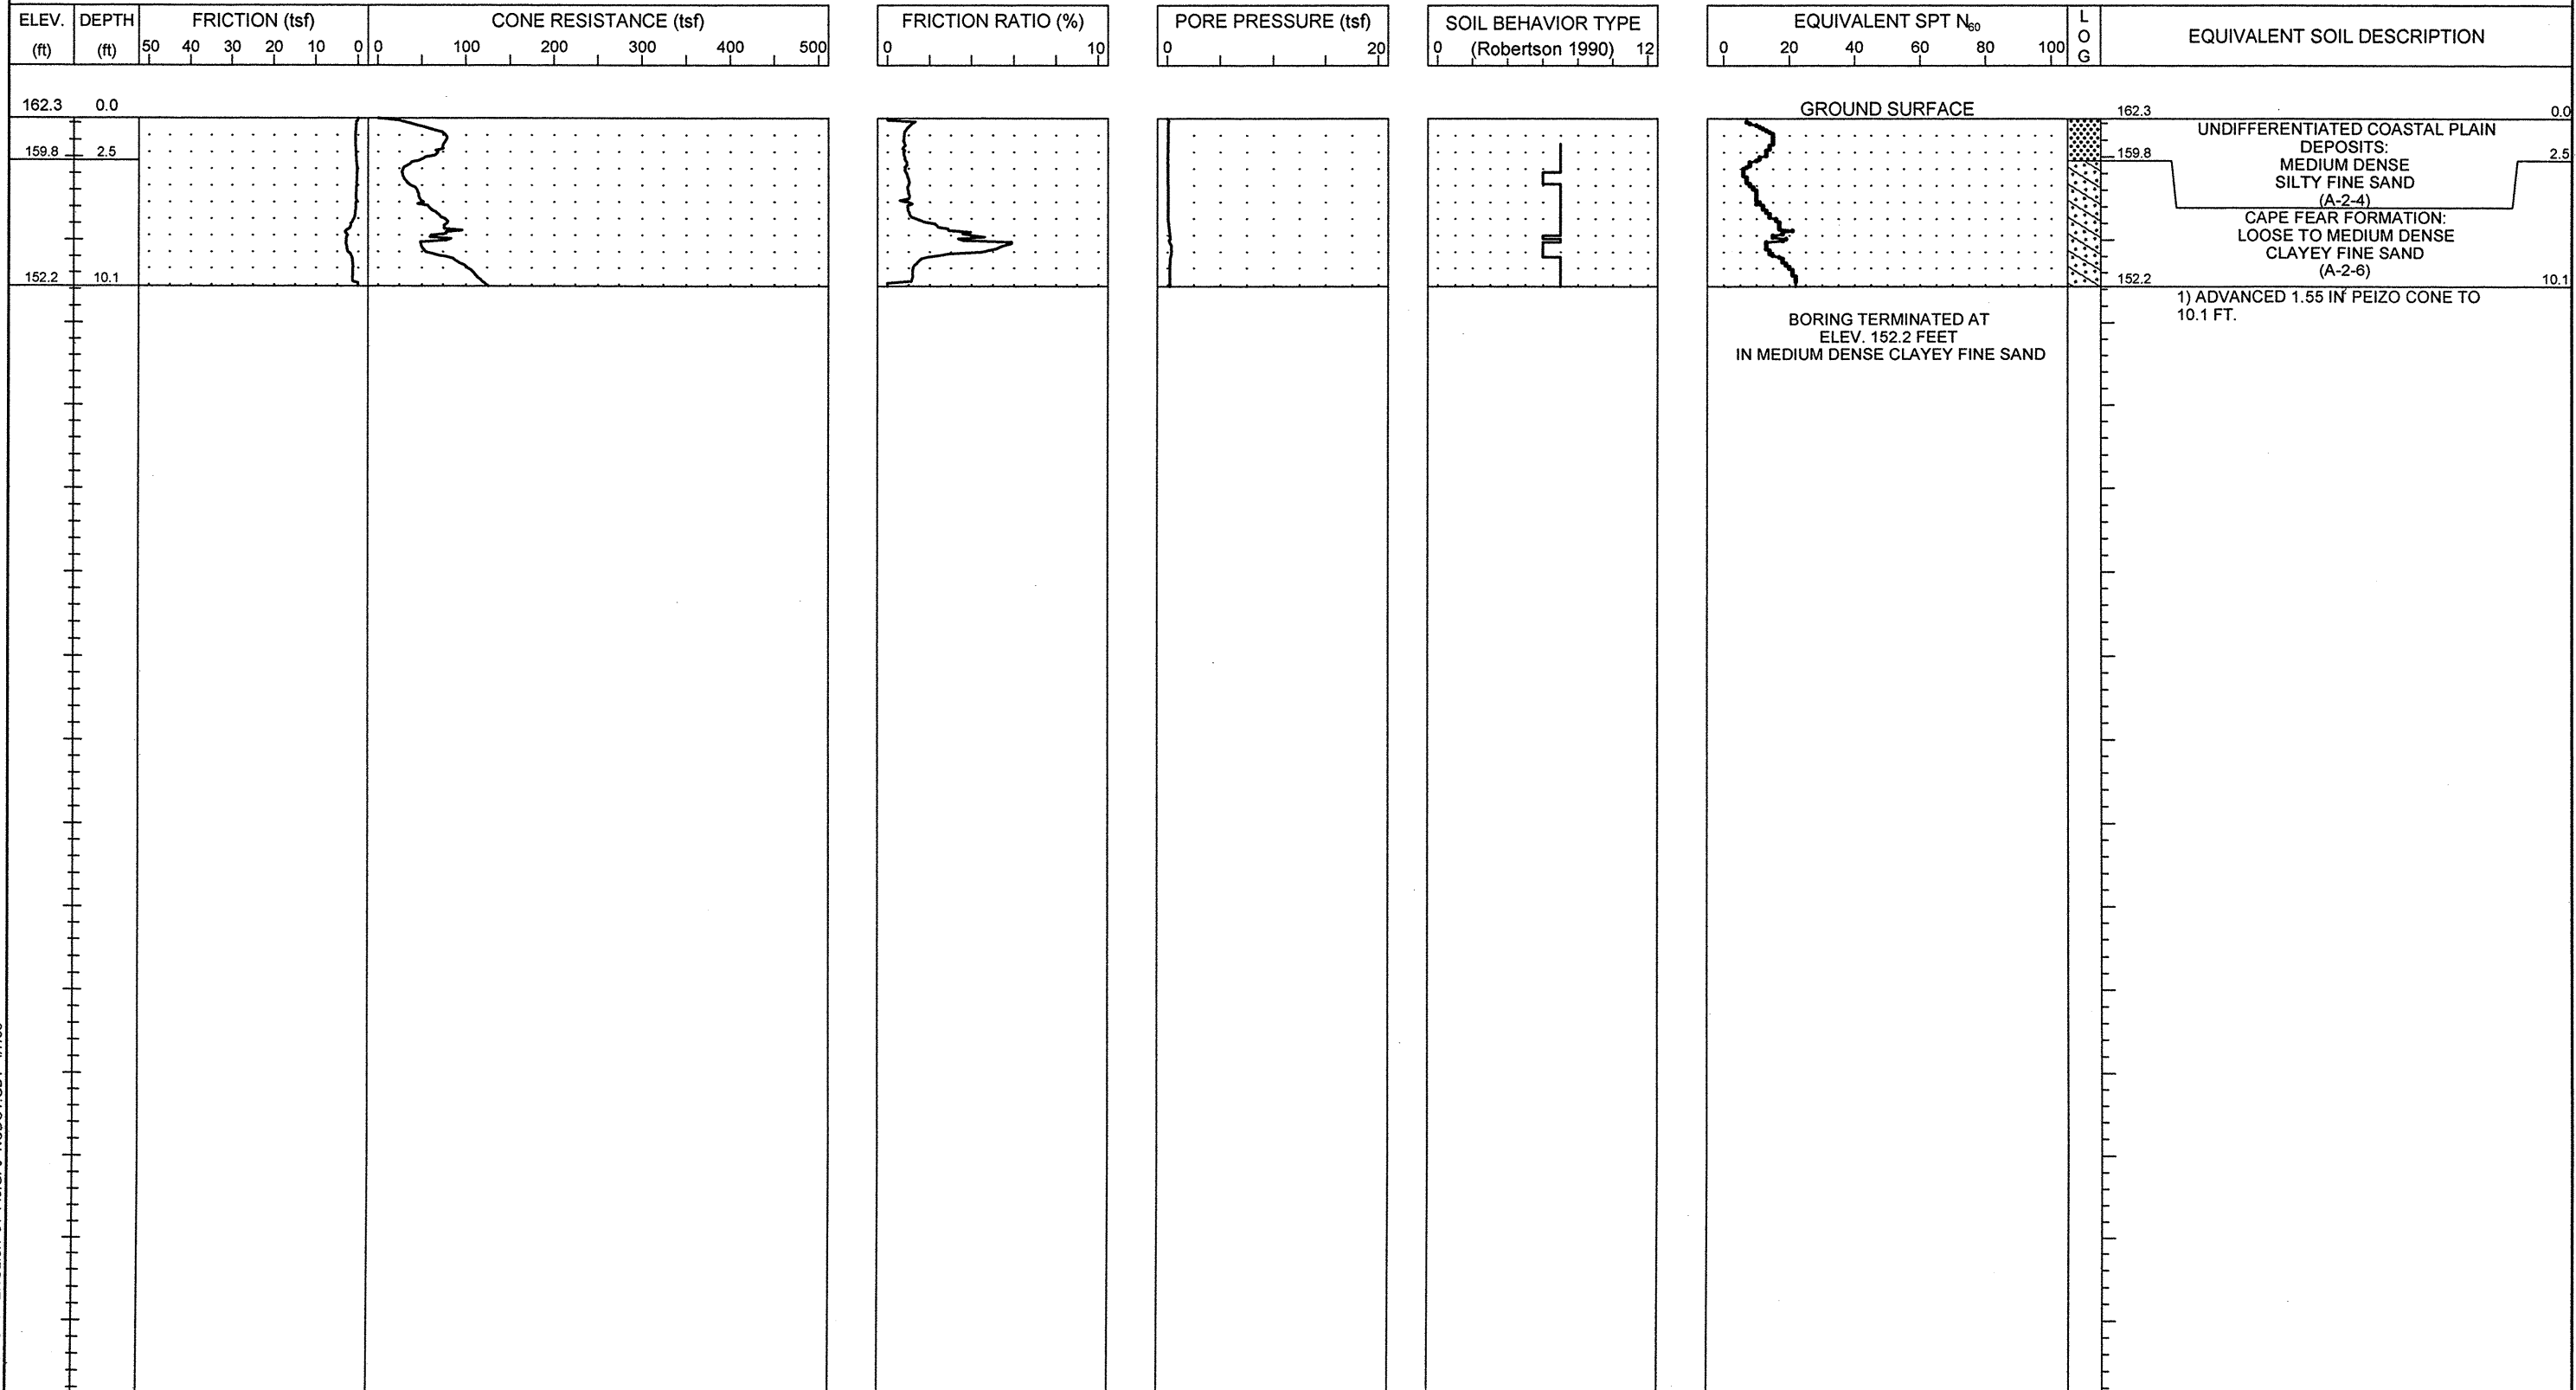 ELEV. (ft)
DEPTH (ft)
FRICTION (tsf)
50 40 30 20 10 0
CONE RESISTANCE (tsf)
0 100 200 300 400 500
FRICTION RATIO (%)
0 10
PORE PRESSURE (tsf)
0 20
SOIL BEHAVIOR TYPE
(Robertson 1990)
0 12
EQUIVALENT SPT N60
0 20 40 60 80 100
L
O
G
EQUIVALENT SOIL DESCRIPTION
162.3 0.0
159.8 2.5
152.2 10.1
GROUND SURFACE
162.3 0.0
UNDIFFERENTIATED COASTAL PLAIN
DEPOSITS:
159.8 2.5
MEDIUM DENSE
SILTY FINE SAND
(A-2-4)
CAPE FEAR FORMATION:
LOOSE TO MEDIUM DENSE
CLAYEY FINE SAND
(A-2-6)
152.2 10.1
1) ADVANCED 1.55 IN PEIZO CONE TO
10.1 FT.
BORING TERMINATED AT
ELEV. 152.2 FEET
IN MEDIUM DENSE CLAYEY FINE SAND